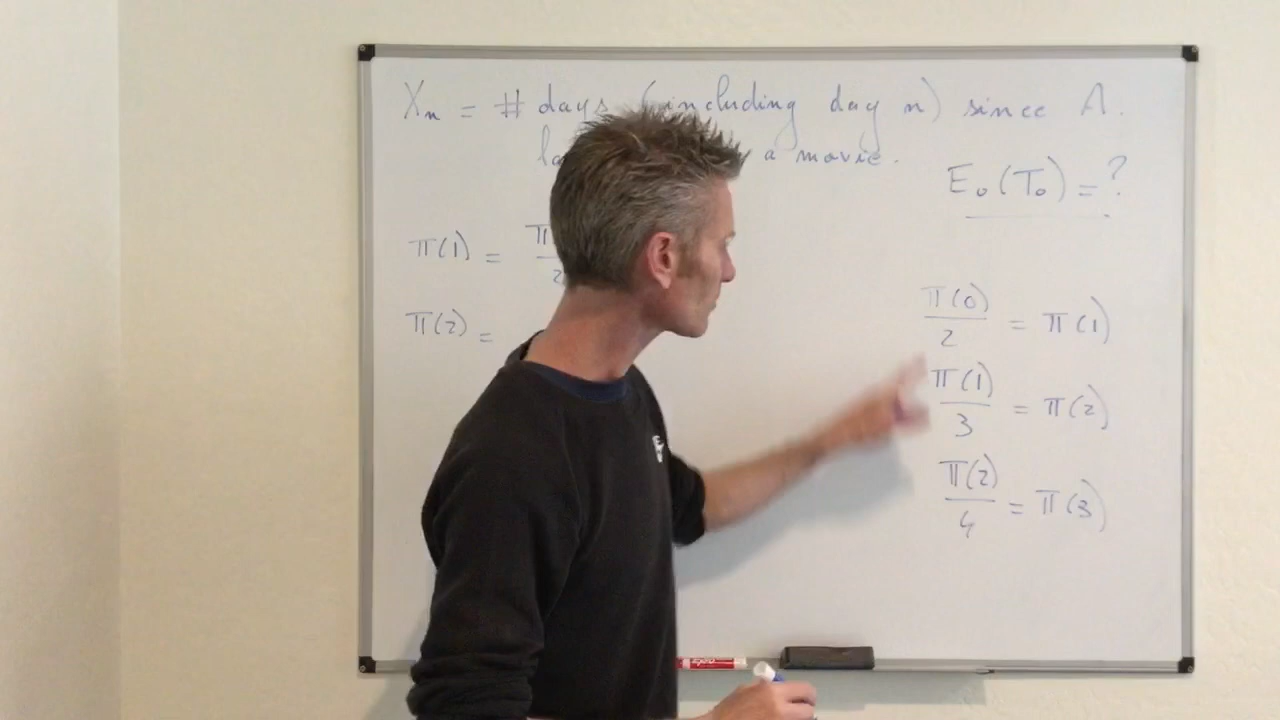 Xₙ = # days (including day n) since A.
a movie.
E₀(T₀) = ?
π(1) = π
π(0)/2 = π(1)
π(2) =
π(1)/3 = π(2)
π(2)/4 = π(3)